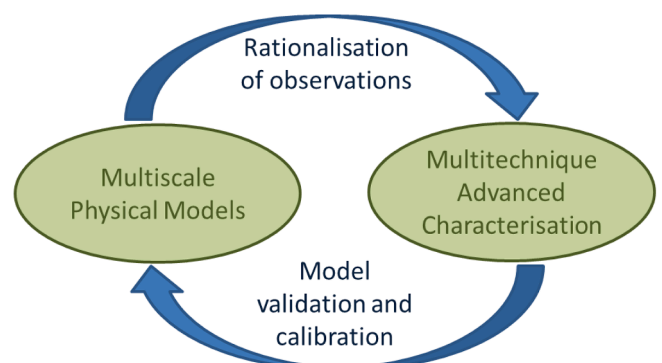 Rationalisation
of observations
Multiscale
Physical Models
Multitechnique
Advanced
Characterisation
Model
validation and
calibration